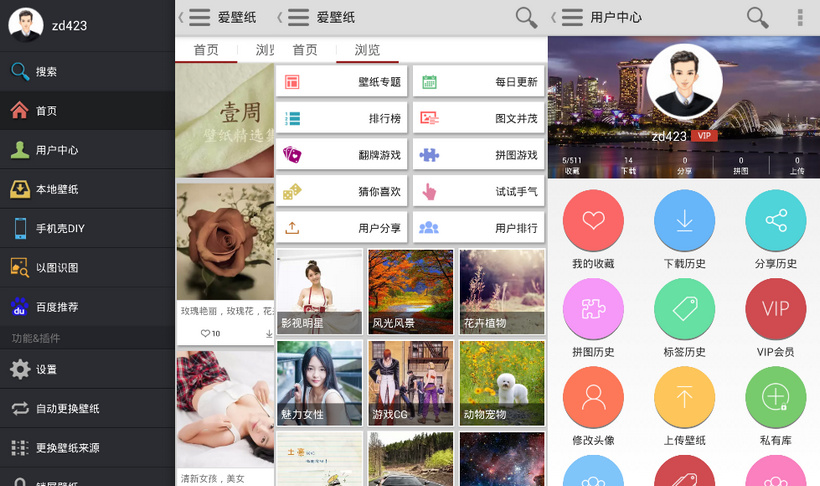 zd423
搜索
首页
用户中心
本地壁纸
手机壳DIY
以图识图
du
百度推荐
功能&插件
设置
自动更换壁纸
更换壁纸来源
爱壁纸
首页
壹周
壁纸精选集
玫瑰艳丽，玫瑰花，花
10
清新女孩，美女
爱壁纸
首页
浏览
壁纸专题
每日更新
排行榜
图文并茂
翻牌游戏
拼图游戏
猜你喜欢
试试手气
用户分享
用户排行
影视明星
风光风景
花卉植物
魅力女性
游戏CG
动物宠物
用户中心
zd423
VIP
5/511
14
0
0
0
收藏
下载
分享
拼图
上传
我的收藏
下载历史
分享历史
VIP
拼图历史
标签历史
VIP会员
修改头像
上传壁纸
私有库